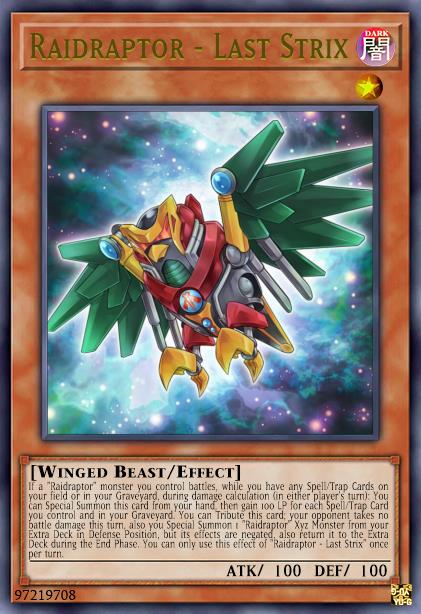 Raidraptor - Last Strix
DARK
闇
[Winged Beast/Effect]
If a "Raidraptor" monster you control battles, while you have any Spell/Trap Cards on
your field or in your Graveyard, during damage calculation (in either player's turn): You
can Special Summon this card from your hand, then gain 100 LP for each Spell/Trap Card
you control and in your Graveyard. You can Tribute this card; your opponent takes no
battle damage this turn, also you Special Summon 1 "Raidraptor" Xyz Monster from your
Extra Deck in Defense Position, but its effects are negated, also return it to the Extra
Deck during the End Phase. You can only use this effect of "Raidraptor - Last Strix" once
per turn.
ATK/ 100 DEF/ 100
97219708